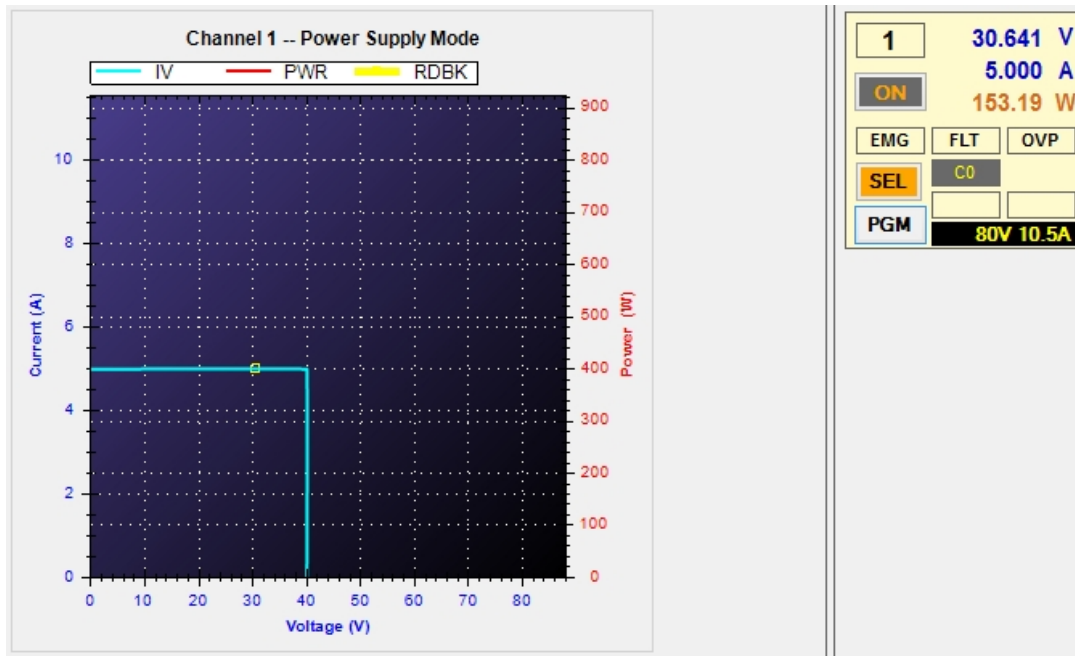 Channel 1 -- Power Supply Mode
IV PWR RDBK
10
8
6
4
2
0
Current (A)
900
800
700
600
500
400
300
200
100
0
Power (W)
0 10 20 30 40 50 60 70 80
Voltage (V)
1 30.641 V
5.000 A
ON 153.19 W
EMG FLT OVP
SEL C0
PGM
80V 10.5A